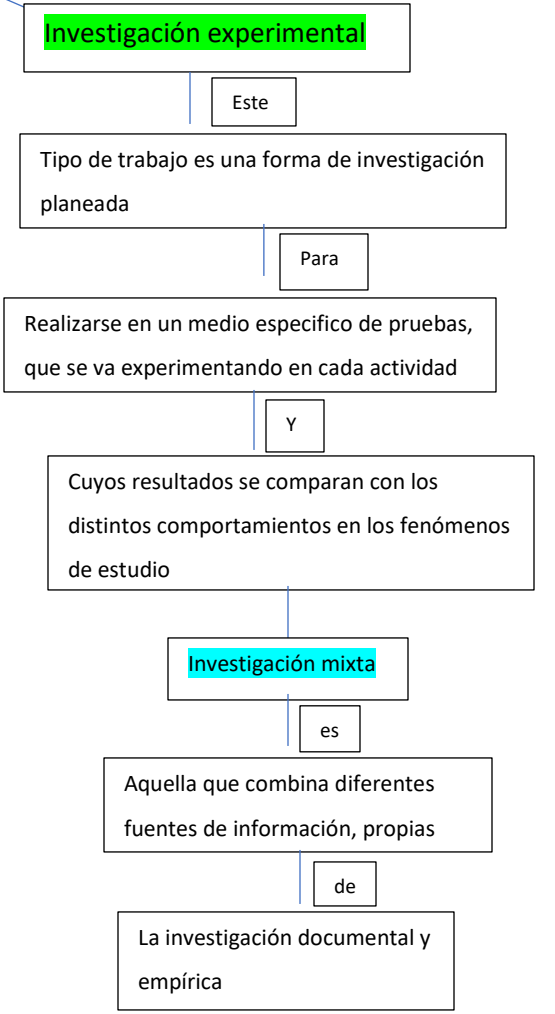 Investigación experimental
Este
Tipo de trabajo es una forma de investigación
planeada
Para
Realizarse en un medio especifico de pruebas,
que se va experimentando en cada actividad
Y
Cuyos resultados se comparan con los
distintos comportamientos en los fenómenos
de estudio
Investigación mixta
es
Aquella que combina diferentes
fuentes de información, propias
de
La investigación documental y
empírica